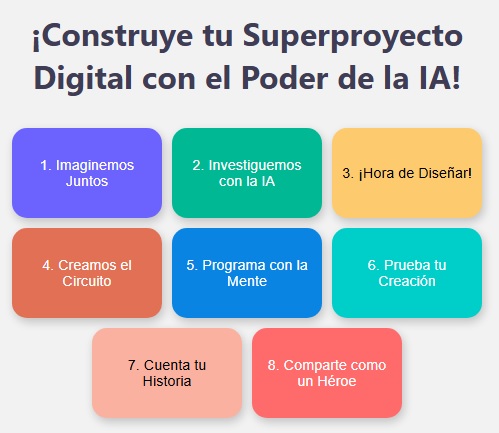 ¡Construye tu Superproyecto
Digital con el Poder de la IA!
1. Imaginemos
Juntos
2. Investiguemos
con la IA
3. ¡Hora de Diseñar!
4. Creamos el
Circuito
5. Programa con la
Mente
6. Prueba tu
Creación
7. Cuenta tu
Historia
8. Comparte como
un Héroe